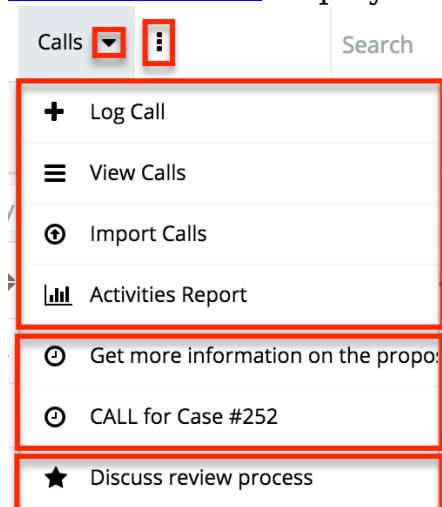 Calls Search
Log Call
View Calls
Import Calls
Activities Report
Get more information on the propo
CALL for Case #252
Discuss review process